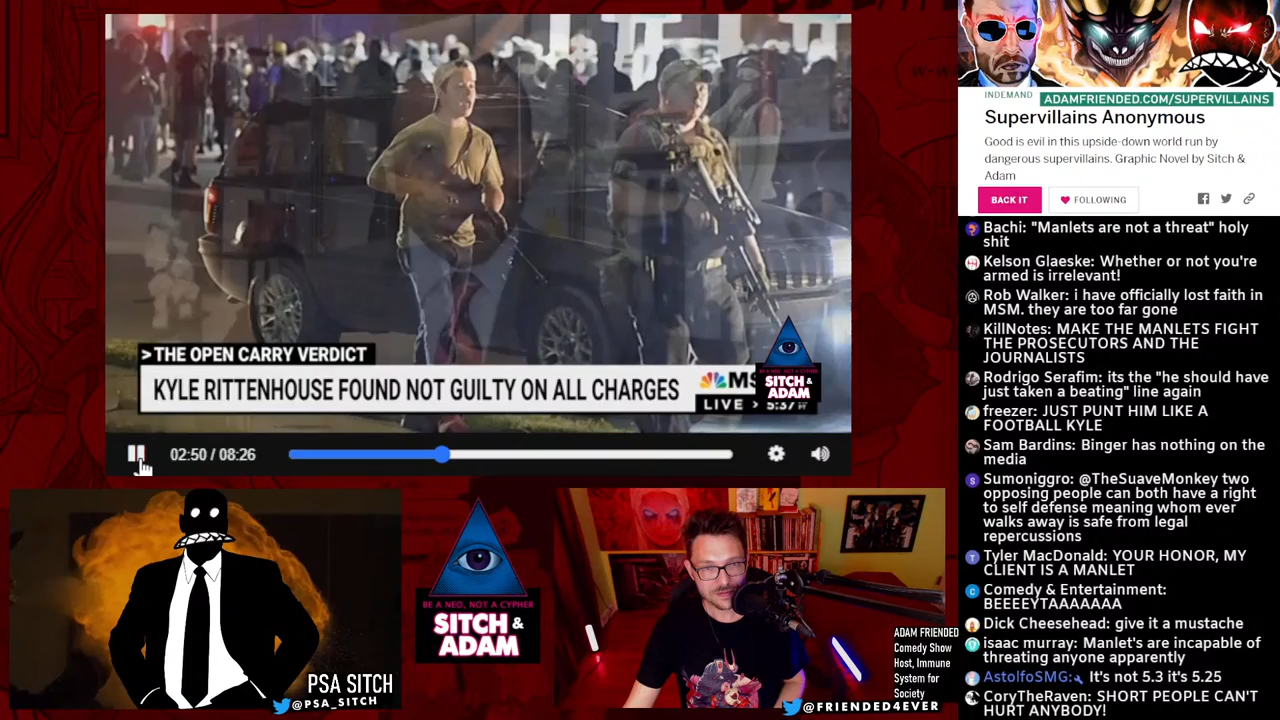 >THE OPEN CARRY VERDICT
KYLE RITTENHOUSE FOUND NOT GUILTY ON ALL CHARGES
LIVE >
BE A NEO, NOT A CYPHER
SITCH &
ADAM
02:50 / 08:26
PSA SITCH
@PSA_SITCH
BE A NEO, NOT A CYPHER
SITCH &
ADAM
ADAM FRIENDED
Comedy Show
Host, Immune
System for
Society
@FRIENDED4EVER
INDEMAND
ADAMFRIENDED.COM/SUPERVILLAINS
Supervillains Anonymous
Good is evil in this upside-down world run by
dangerous supervillains. Graphic Novel by Sitch &
Adam
BACK IT
FOLLOWING
Bachi: "Manlets are not a threat" holy
shit
Kelson Glaeske: Whether or not you're
armed is irrelevant!
Rob Walker: i have officially lost faith in
MSM. they are too far gone
KillNotes: MAKE THE MANLETS FIGHT
THE PROSECUTORS AND THE
JOURNALISTS
Rodrigo Serafim: its the "he should have
just taken a beating" line again
freezer: JUST PUNT HIM LIKE A
FOOTBALL KYLE
Sam Bardins: Binger has nothing on the
media
Sumoniggro: @TheSuaveMonkey two
opposing people can both have a right
to self defense meaning whom ever
walks away is safe from legal
repercussions
Tyler MacDonald: YOUR HONOR, MY
CLIENT IS A MANLET
Comedy & Entertainment:
BEEEEYTAAAAAAA
Dick Cheesehead: give it a mustache
isaac murray: Manlet's are incapable of
threating anyone apparently
AstolfoSMG: It's not 5.3 it's 5.25
CoryTheRaven: SHORT PEOPLE CAN'T
HURT ANYBODY!